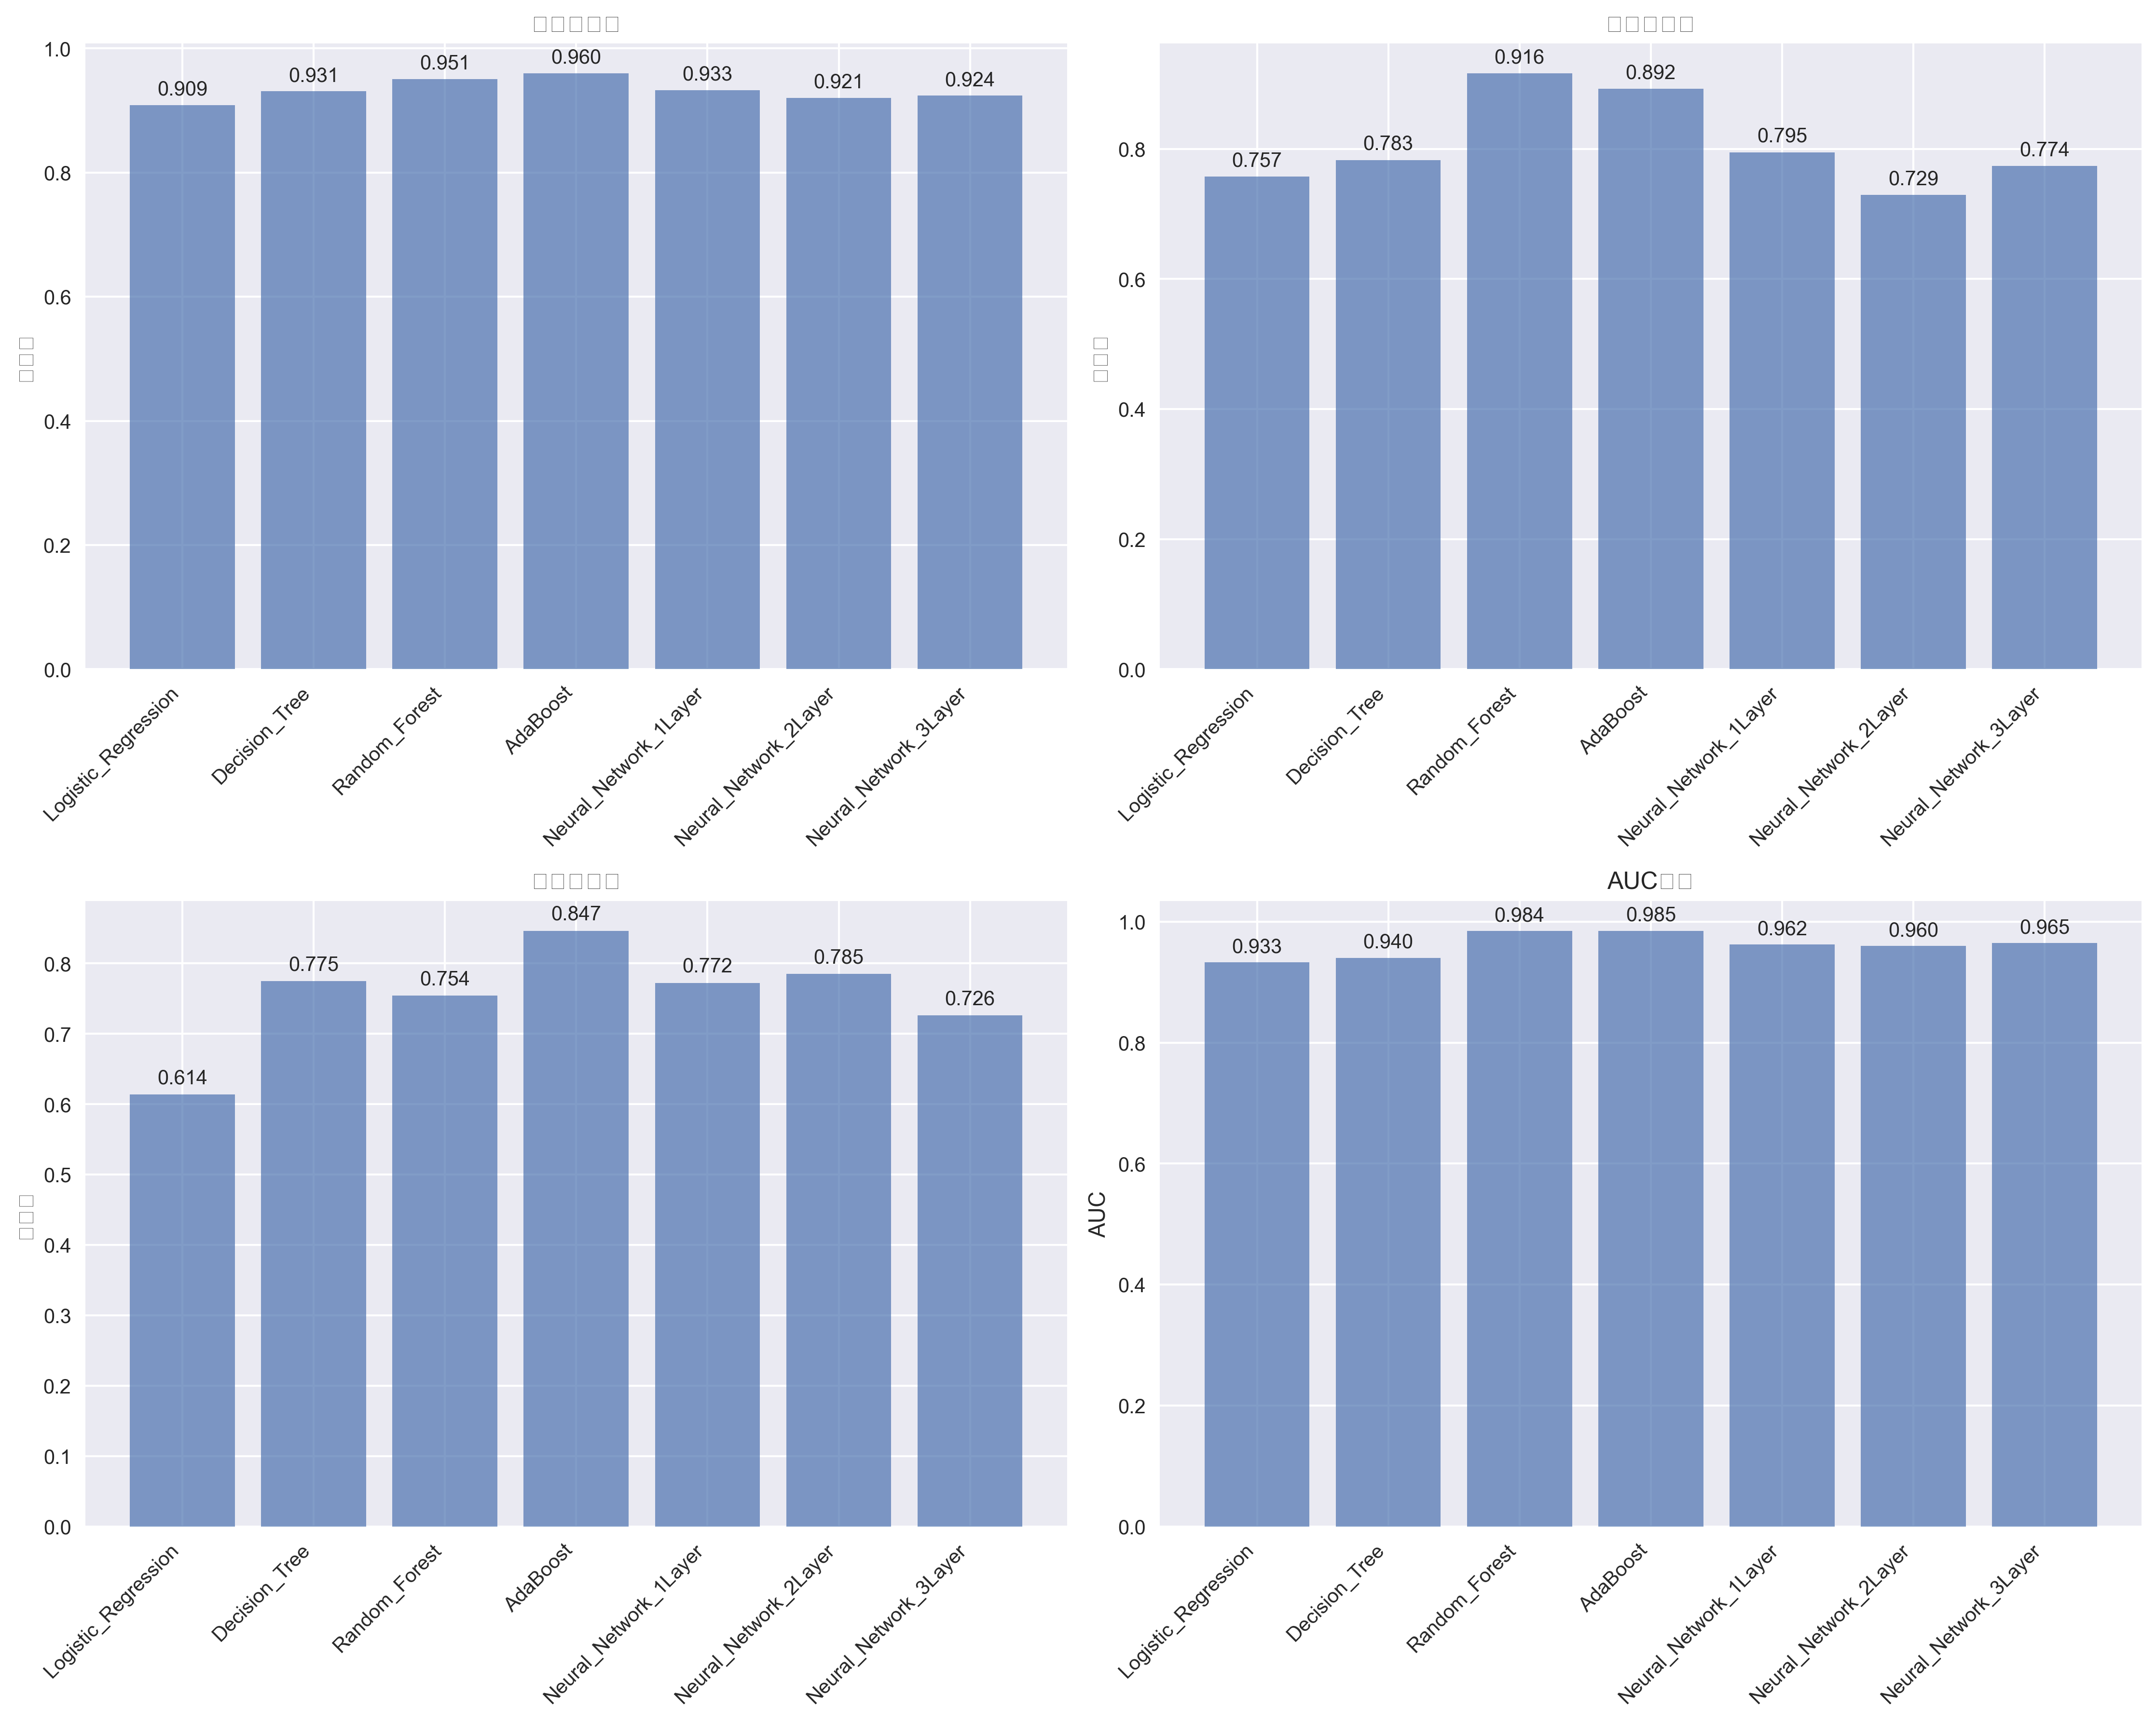 0.909
0.931
0.951
0.960
0.933
0.921
0.924
1.0
0.8
0.6
0.4
0.2
0.0
Logistic_Regression
Decision_Tree
Random_Forest
AdaBoost
Neural_Network_1Layer
Neural_Network_2Layer
Neural_Network_3Layer
0.757
0.783
0.916
0.892
0.795
0.729
0.774
0.8
0.6
0.4
0.2
0.0
Logistic_Regression
Decision_Tree
Random_Forest
AdaBoost
Neural_Network_1Layer
Neural_Network_2Layer
Neural_Network_3Layer
0.614
0.775
0.754
0.847
0.772
0.785
0.726
0.8
0.7
0.6
0.5
0.4
0.3
0.2
0.1
0.0
Logistic_Regression
Decision_Tree
Random_Forest
AdaBoost
Neural_Network_1Layer
Neural_Network_2Layer
Neural_Network_3Layer
AUC
0.933
0.940
0.984
0.985
0.962
0.960
0.965
AUC
1.0
0.8
0.6
0.4
0.2
0.0
Logistic_Regression
Decision_Tree
Random_Forest
AdaBoost
Neural_Network_1Layer
Neural_Network_2Layer
Neural_Network_3Layer